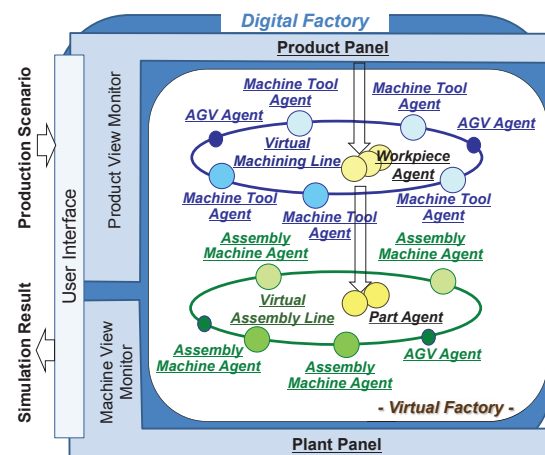 Digital Factory
Product Panel
Production Scenario
Simulation Result
User Interface
Product View Monitor
Machine View
Monitor
Machine Tool
Agent
Machine Tool
Agent
AGV Agent
AGV Agent
Virtual
Machining Line
Workpiece
Agent
Machine Tool
Agent
Machine Tool
Agent
Machine Tool
Agent
Assembly
Machine Agent
Assembly
Machine Agent
Virtual
Assembly Line
Part Agent
Assembly
Machine Agent
Assembly
Machine Agent
AGV Agent
- Virtual Factory -
Plant Panel